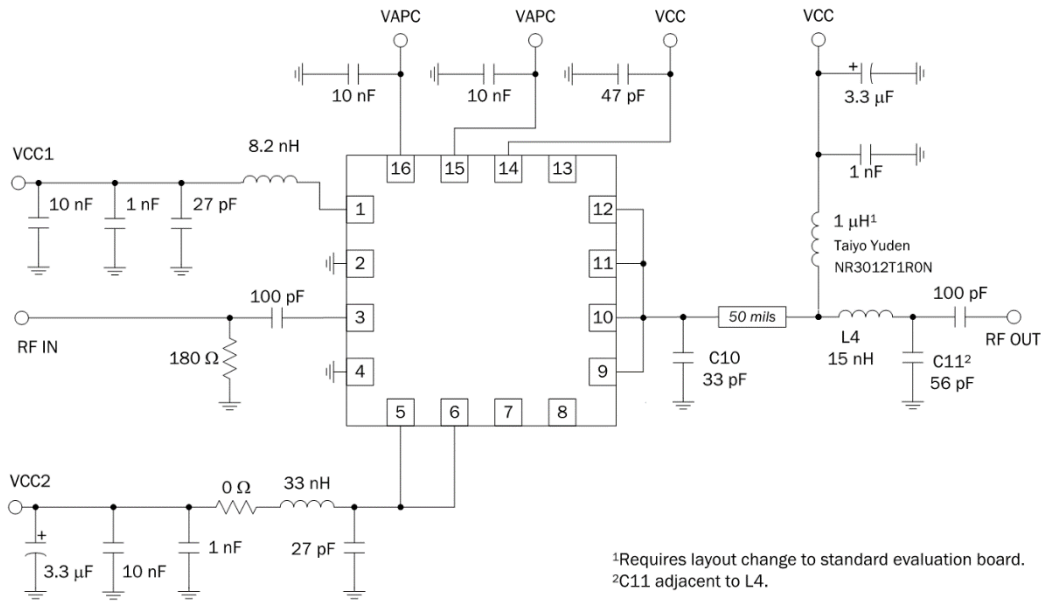 VAPC
VAPC
VCC
VCC
10 nF
10 nF
47 pF
3.3 µF
1 nF
VCC1
8.2 nH
10 nF
1 nF
27 pF
16
15
14
13
1
2
3
4
12
11
10
9
5
6
7
8
100 pF
RF IN
180 Ω
1 µH¹
Taiyo Yuden
NR3012T1R0N
50 mils
C10
33 pF
L4
15 nH
100 pF
RF OUT
C11²
56 pF
VCC2
0 Ω
33 nH
3.3 µF
10 nF
1 nF
27 pF
+
+
¹Requires layout change to standard evaluation board.
²C11 adjacent to L4.